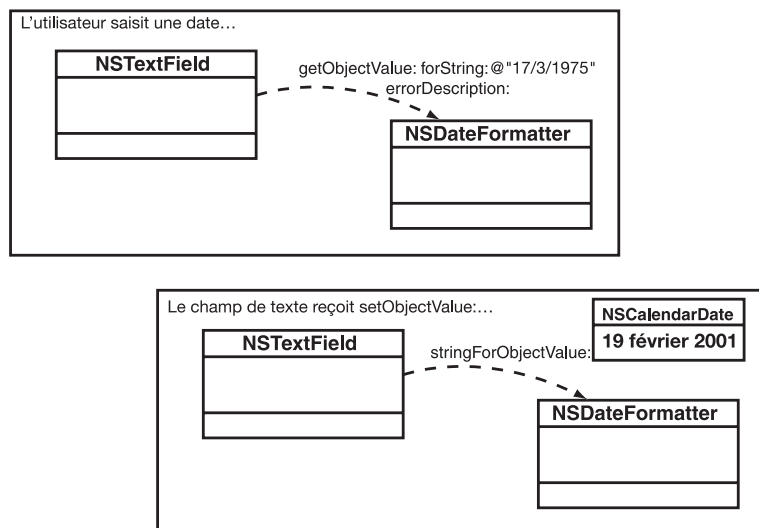 L'utilisateur saisit une date…
NSTextField
getObjectValue: forString:@"17/3/1975"
errorDescription:
NSDateFormatter
Le champ de texte reçoit setObjectValue:…
NSCalendarDate
19 février 2001
NSTextField
stringForObjectValue:
NSDateFormatter